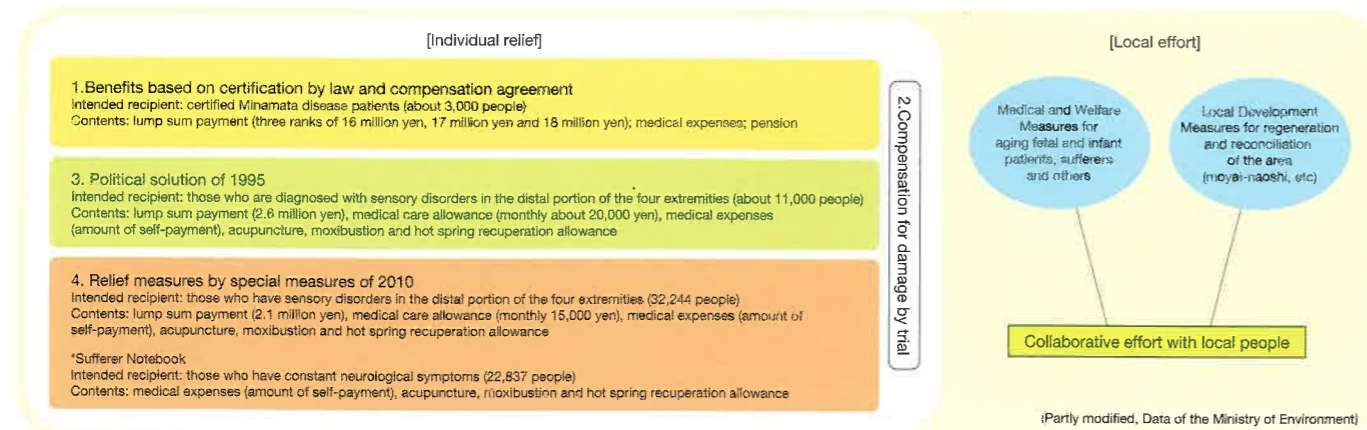 [Individual relief]
1.Benefits based on certification by law and compensation agreement
Intended recipient: certified Minamata disease patients (about 3,000 people)
Contents: lump sum payment (three ranks of 16 million yen, 17 million yen and 18 million yen); medical expenses; pension
3. Political solution of 1995
Intended recipient: those who are diagnosed with sensory disorders in the distal portion of the four extremities (about 11,000 people)
Contents: lump sum payment (2.6 million yen), medical care allowance (monthly about 20,000 yen), medical expenses
(amount of self-payment), acupuncture, moxibustion and hot spring recuperation allowance
4. Relief measures by special measures of 2010
Intended recipient: those who have sensory disorders in the distal portion of the four extremities (32,244 people)
Contents: lump sum payment (2.1 million yen), medical care allowance (monthly 15,000 yen), medical expenses (amount of
self-payment), acupuncture, moxibustion and hot spring recuperation allowance
*Sufferer Notebook
Intended recipient: those who have constant neurological symptoms (22,837 people)
Contents: medical expenses (amount of self-payment), acupuncture, moxibustion and hot spring recuperation allowance
2.Compensation for damage by trial
[Local effort]
Medical and Welfare
Measures for
aging fetal and infant
patients, sufferers
and others
Local Development
Measures for regeneration
and reconciliation
of the area
(moyai-naoshi, etc)
Collaborative effort with local people
(Partly modified, Data of the Ministry of Environment)